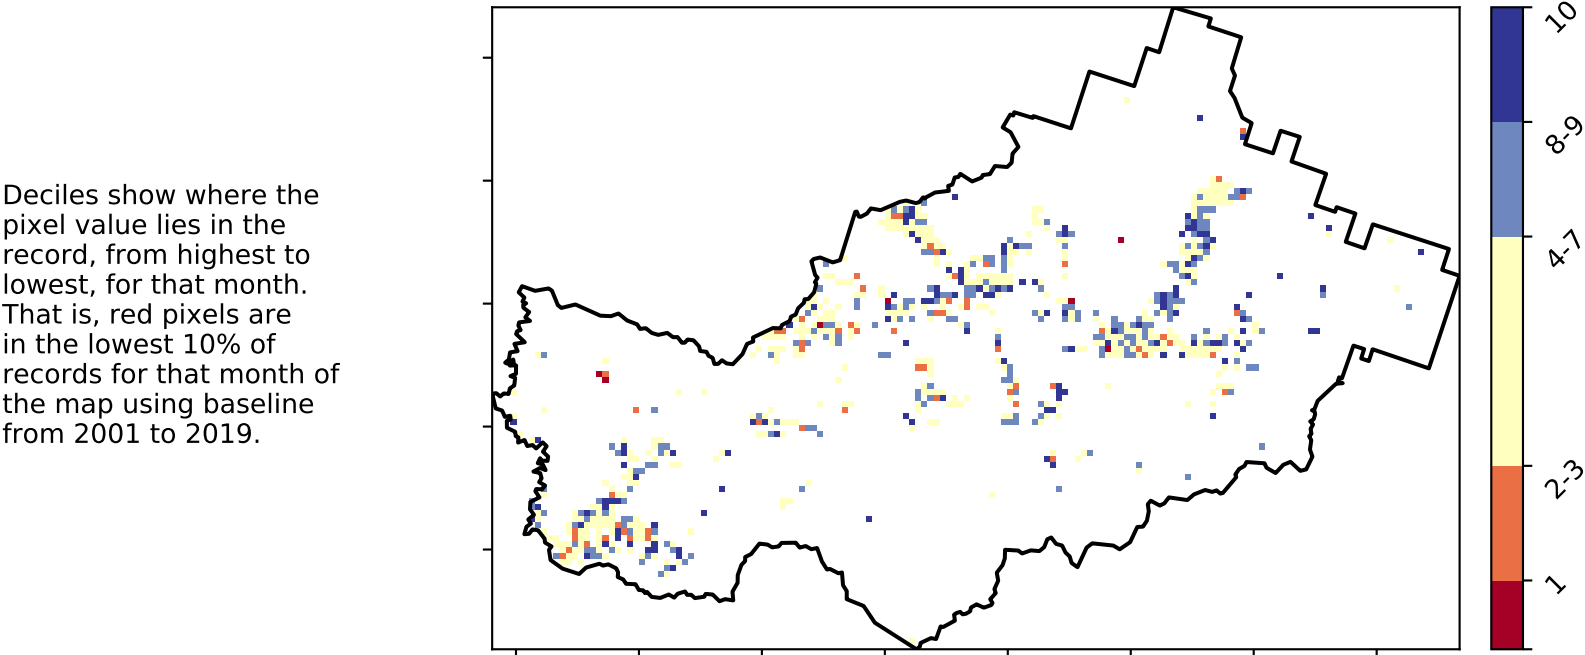 Deciles show where the
pixel value lies in the
record, from highest to
lowest, for that month.
That is, red pixels are
in the lowest 10% of
records for that month of
the map using baseline
from 2001 to 2019.
10
8-9
4-7
2-3
1